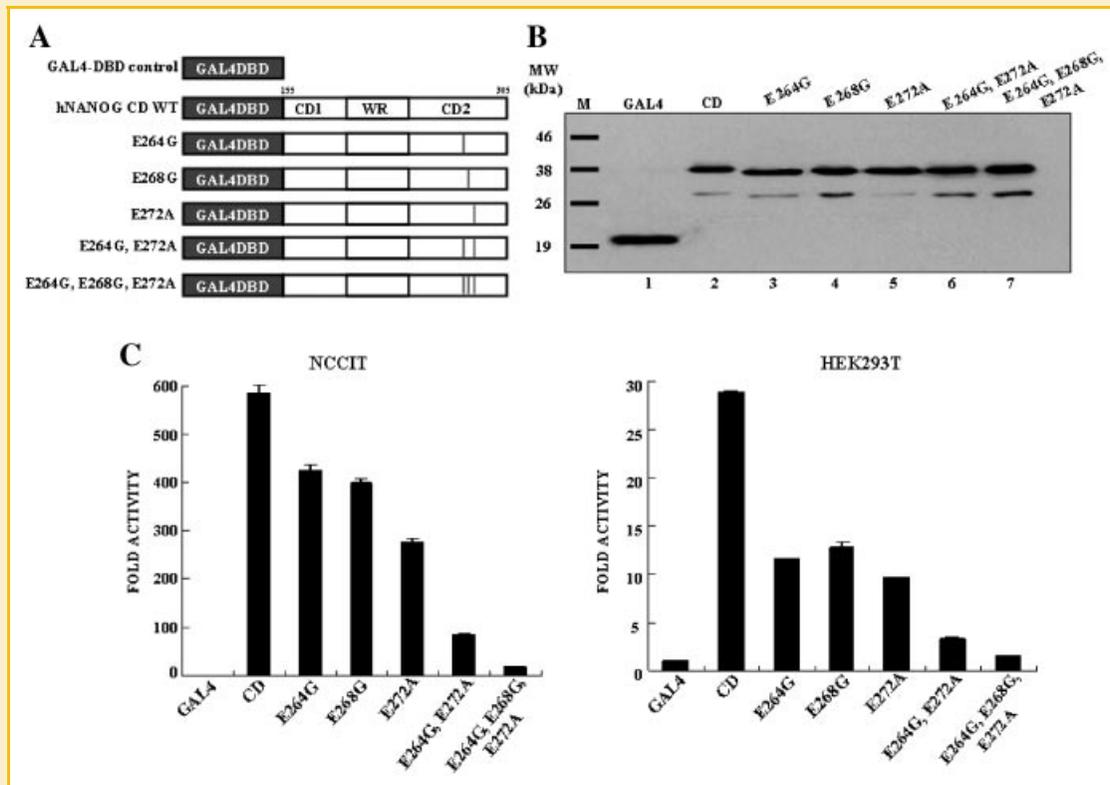 A
GAL4-DBD control
GAL4DBD
155
305
hNANOG CD WT
GAL4DBD
CD1
WR
CD2
E264G
GAL4DBD
E268G
GAL4DBD
E272A
GAL4DBD
E264G, E272A
GAL4DBD
E264G, E268G, E272A
GAL4DBD
B
MW
(kDa)
M
GAL4
CD
E264G
E268G
E272A
E264G, E272A
E264G, E268G,
E272A
46
38
26
19
1 2 3 4 5 6 7
C
NCCIT
FOLD ACTIVITY
600
500
400
300
200
100
0
GAL4
CD
E264G
E268G
E272A
E264G, E272A
E264G, E268G,
E272A
HEK293T
FOLD ACTIVITY
30
25
20
15
10
5
0
GAL4
CD
E264G
E268G
E272A
E264G, E272A
E264G, E268G,
E272A